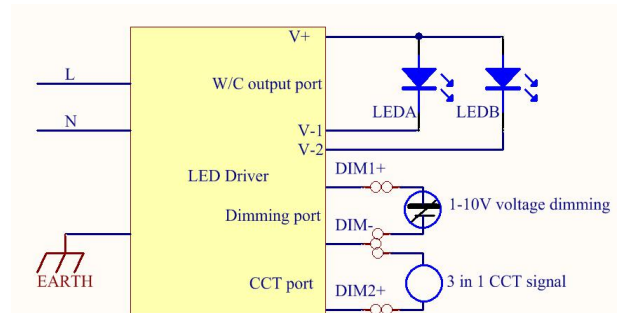 V+
L
W/C output port
LEDA
LEDB
N
V-1
V-2
DIM1+
LED Driver
1-10V voltage dimming
Dimming port
DIM-
EARTH
CCT port
3 in 1 CCT signal
DIM2+